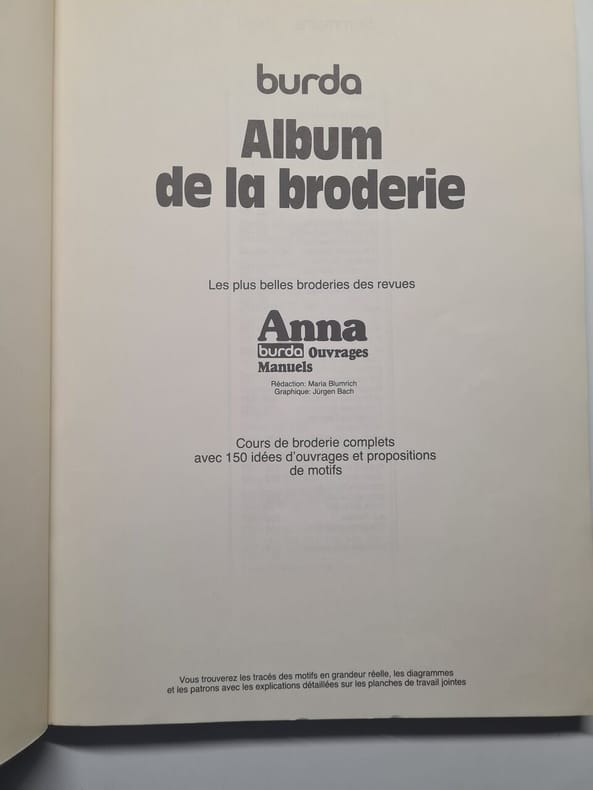 burda
Album
de la broderie
Les plus belles broderies des revues
Anna
burda Ouvrages
Manuels
Rédaction: Maria Blumrich
Graphique: Jürgen Bach
Cours de broderie complets
avec 150 idées d'ouvrages et propositions
de motifs
Vous trouverez les tracés des motifs en grandeur réelle, les diagrammes
et les patrons avec les explications détaillées sur les planches de travail jointes